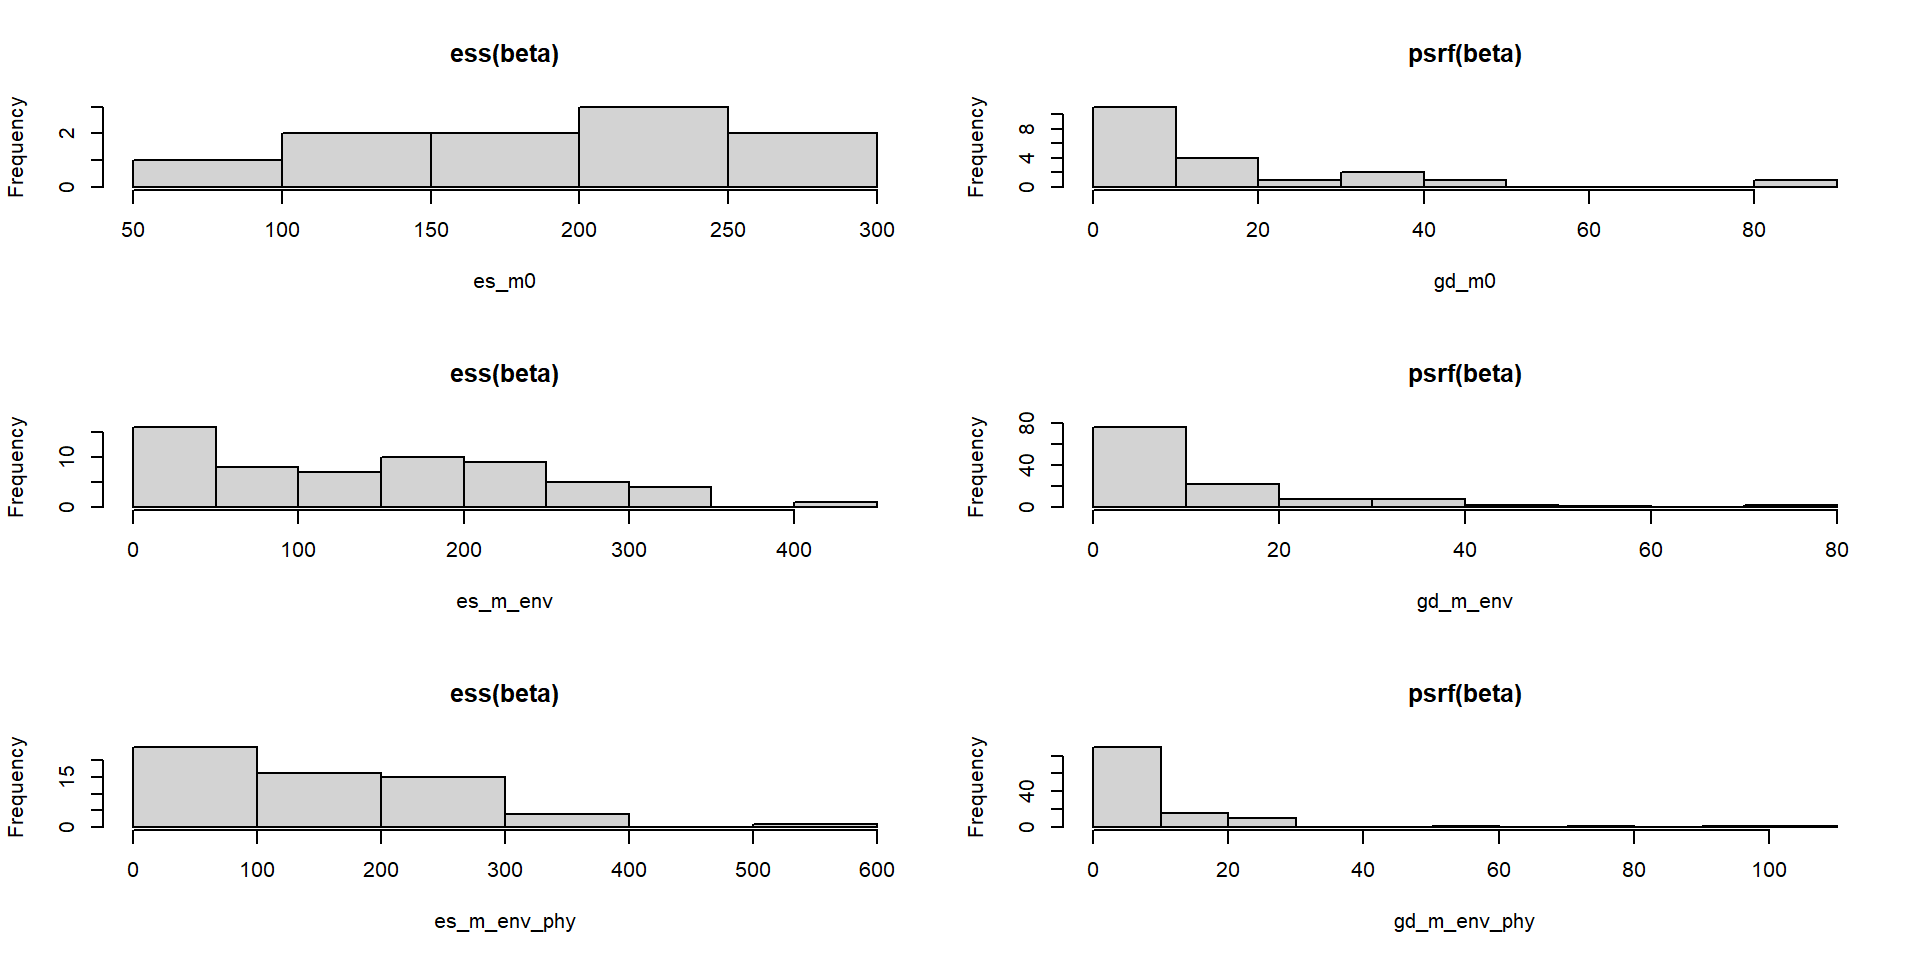 ess(beta)
Frequency
0 2
50 100 150 200 250 300
es_m0
psrf(beta)
Frequency
0 4 8
0 20 40 60 80
gd_m0
ess(beta)
Frequency
0 10
0 100 200 300 400
es_m_env
psrf(beta)
Frequency
0 40 80
0 20 40 60 80
gd_m_env
ess(beta)
Frequency
0 15
0 100 200 300 400 500 600
es_m_env_phy
psrf(beta)
Frequency
0 40
0 20 40 60 80 100
gd_m_env_phy